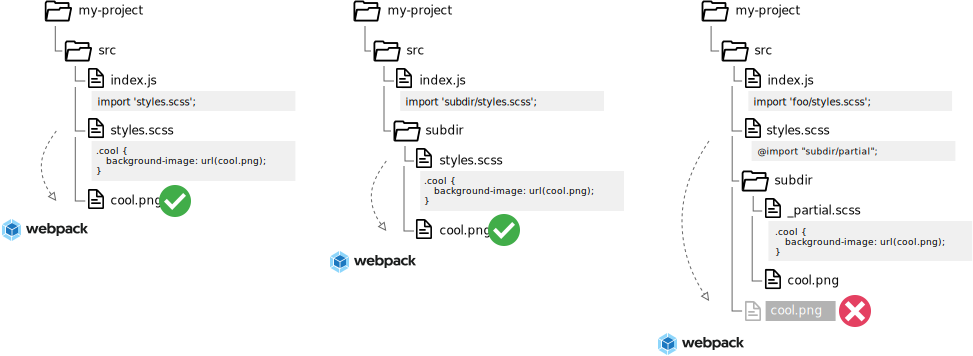 my-project
src
index.js
import 'styles.scss';
styles.scss
.cool {
background-image: url(cool.png);
}
cool.png
webpack
my-project
src
index.js
import 'subdir/styles.scss';
subdir
styles.scss
.cool {
background-image: url(cool.png);
}
cool.png
webpack
my-project
src
index.js
import 'foo/styles.scss';
styles.scss
@import "subdir/partial";
subdir
_partial.scss
.cool {
background-image: url(cool.png);
}
cool.png
cool.png
webpack